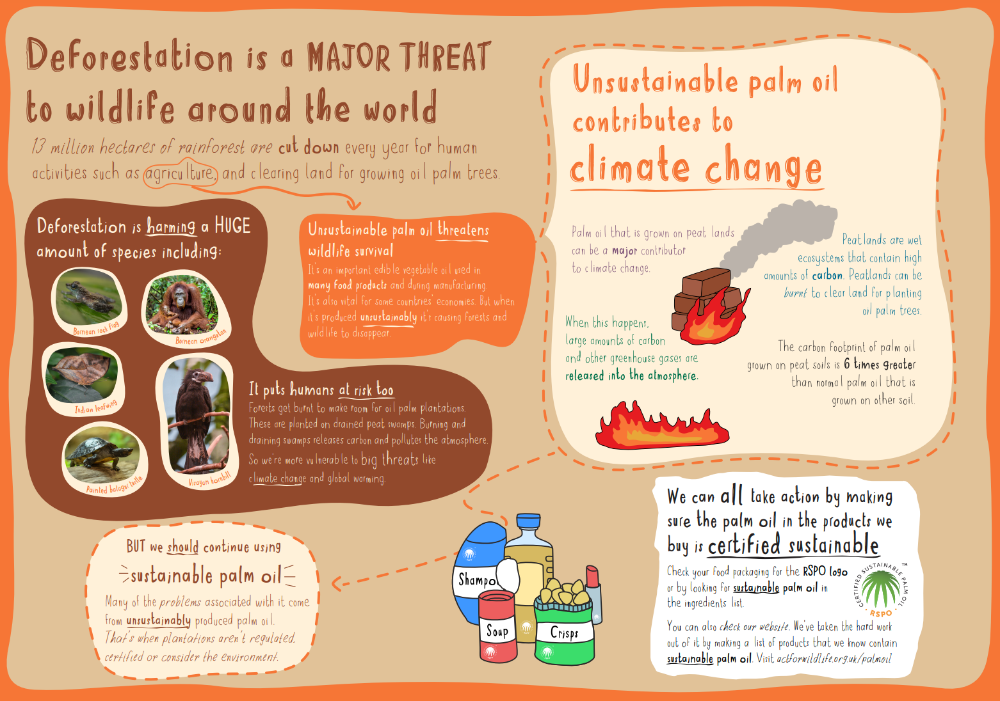 Deforestation is a MAJOR THREAT
to wildlife around the world
13 million hectares of rainforest are cut down every year for human
activities such as agriculture, and clearing land for growing oil palm trees.
Deforestation is harming a HUGE
amount of species including:
Bornean rock frog
Bornean orangutan
Indian leafwing
Visayan hornbill
Painted batagur turtle
Unsustainable palm oil threatens
wildlife survival
It's an important edible vegetable oil used in
many food products and during manufacturing.
It's also vital for some countries' economies. But when
it's produced unsustainably it's causing forests and
wildlife to disappear.
It puts humans at risk too
Forests get burnt to make room for oil palm plantations.
These are planted on drained peat swamps. Burning and
draining swamps releases carbon and pollutes the atmosphere.
So we're more vulnerable to big threats like
climate change and global warming.
BUT we should continue using
sustainable palm oil
Many of the problems associated with it come
from unsustainably produced palm oil.
That's when plantations aren't regulated,
certified or consider the environment.
Unsustainable palm oil
contributes to
climate change
Palm oil that is grown on peat lands
can be a major contributor
to climate change.
Peatlands are wet
ecosystems that contain high
amounts of carbon. Peatlands can be
burnt to clear land for planting
oil palm trees.
When this happens,
large amounts of carbon
and other greenhouse gases are
released into the atmosphere.
The carbon footprint of palm oil
grown on peat soils is 6 times greater
than normal palm oil that is
grown on other soil.
Shampo
Soup
Crisps
We can all take action by making
sure the palm oil in the products we
buy is certified sustainable
Check your food packaging for the RSPO logo
or by looking for sustainable palm oil in
the ingredients list.
CERTIFIED SUSTAINABLE PALM OIL ™
RSPO
You can also check our website. We've taken the hard work
out of it by making a list of products that we know contain
sustainable palm oil. Visit actforwildlife.org.uk/palmoil